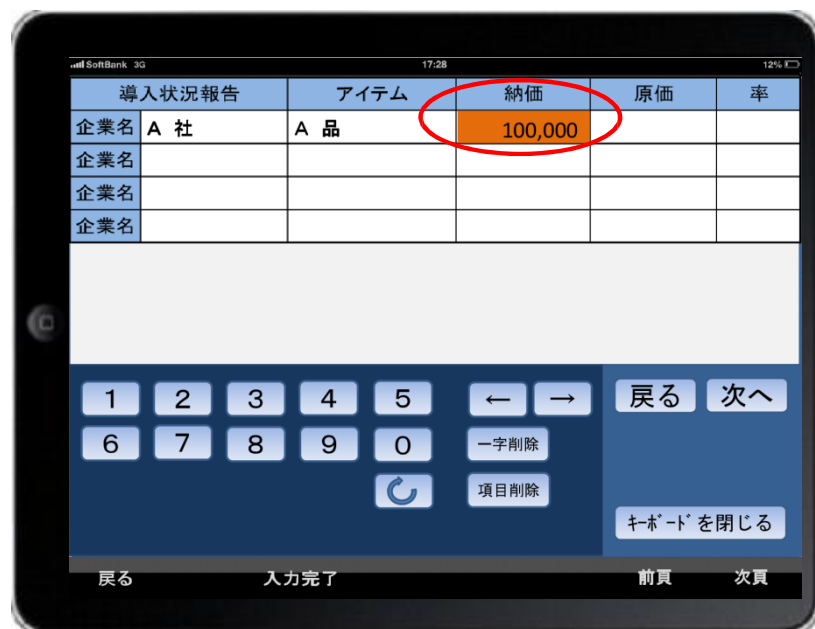 SoftBank 3G 17:28 12%
導入状況報告 アイテム 納価 原価 率
企業名 A 社 A 品 100,000
企業名
企業名
企業名
1 2 3 4 5 ← → 戻る 次へ
6 7 8 9 0 一字削除
項目削除
ｷｰﾎﾞｰﾄﾞを閉じる
戻る 入力完了 前頁 次頁